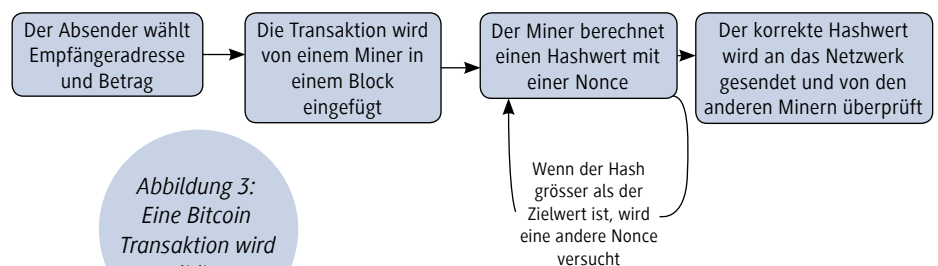 Der Absender wählt
Empfängeradresse
und Betrag
Die Transaktion wird
von einem Miner in
einem Block
eingefügt
Der Miner berechnet
einen Hashwert mit
einer Nonce
Der korrekte Hashwert
wird an das Netzwerk
gesendet und von den
anderen Minern überprüft
Wenn der Hash
grösser als der
Zielwert ist, wird
eine andere Nonce
versucht
Abbildung 3:
Eine Bitcoin
Transaktion wird